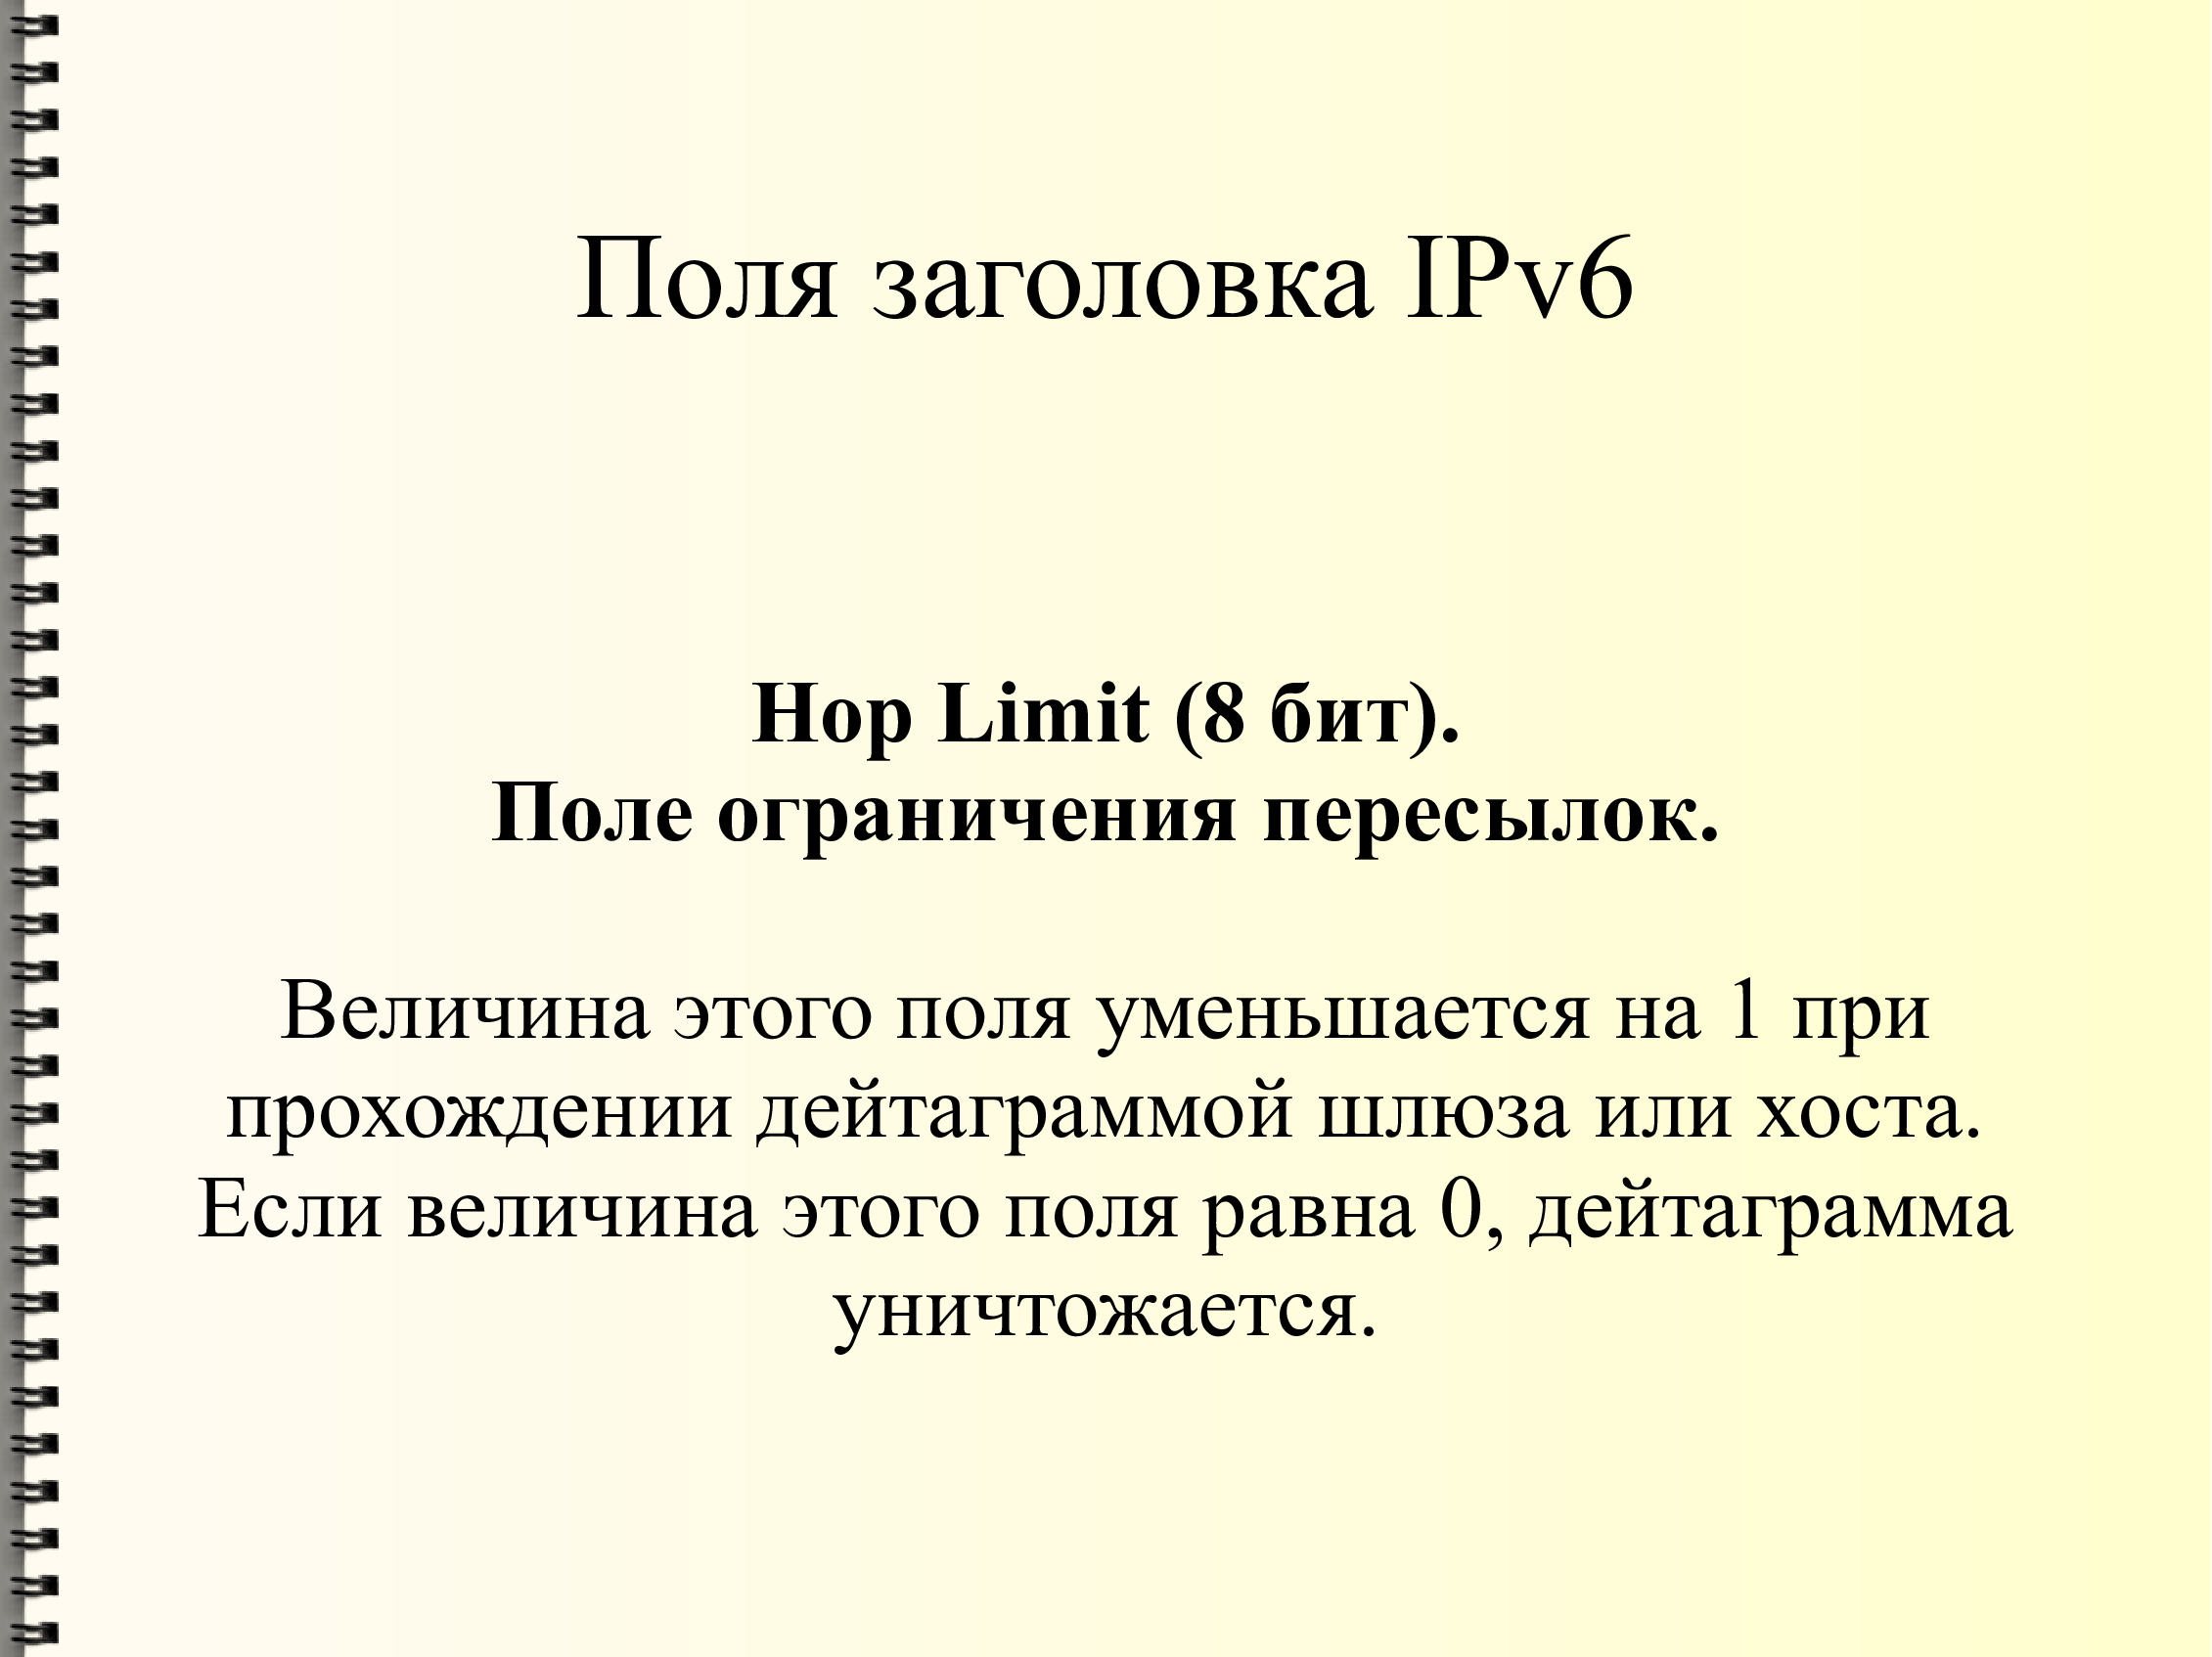 Поля заголовка IPv6
Hop Limit (8 бит).
Поле ограничения пересылок.
Величина этого поля уменьшается на 1 при
прохождении дейтаграммой шлюза или хоста.
Если величина этого поля равна 0, дейтаграмма
уничтожается.